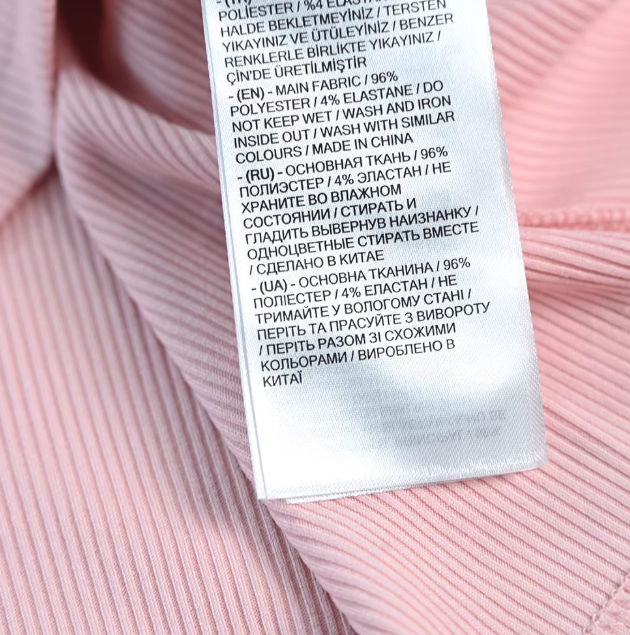 POLİESTER / %4 ELASTAN
HALDE BEKLETMEYİNİZ / TERSTEN
YIKAYINIZ VE ÜTÜLEYİNİZ / BENZER
RENKLERLE BİRLİKTE YIKAYINIZ /
ÇİN'DE ÜRETİLMİŞTİR
- (EN) - MAIN FABRIC / 96%
POLYESTER / 4% ELASTANE / DO
NOT KEEP WET / WASH AND IRON
INSIDE OUT / WASH WITH SIMILAR
COLOURS / MADE IN CHINA
- (RU) - ОСНОВНАЯ ТКАНЬ / 96%
ПОЛИЭСТЕР / 4% ЭЛАСТАН / НЕ
ХРАНИТЕ ВО ВЛАЖНОМ
СОСТОЯНИИ / СТИРАТЬ И
ГЛАДИТЬ ВЫВЕРНУВ НАИЗНАНКУ /
ОДНОЦВЕТНЫЕ СТИРАТЬ ВМЕСТЕ
/ СДЕЛАНО В КИТАЕ
- (UA) - ОСНОВНА ТКАНИНА / 96%
ПОЛІЕСТЕР / 4% ЕЛАСТАН / НЕ
ТРИМАЙТЕ У ВОЛОГОМУ СТАНІ /
ПЕРІТЬ ТА ПРАСУЙТЕ З ВИВОРОТУ
/ ПЕРІТЬ РАЗОМ ЗІ СХОЖИМИ
КОЛЬОРАМИ / ВИРОБЛЕНО В
КИТАЇ